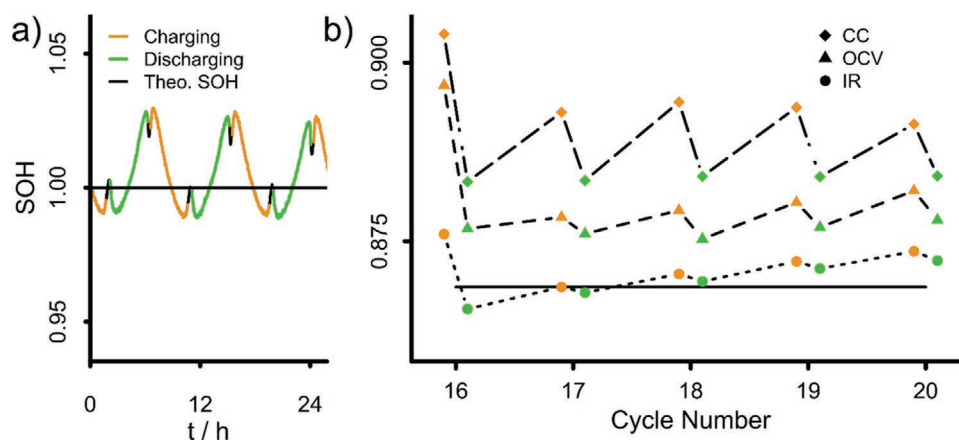 a)
Charging
Discharging
Theo. SOH
1.05
1.00
0.95
SOH
0
12
24
t / h
b)
CC
OCV
IR
0.900
0.875
16
17
18
19
20
Cycle Number